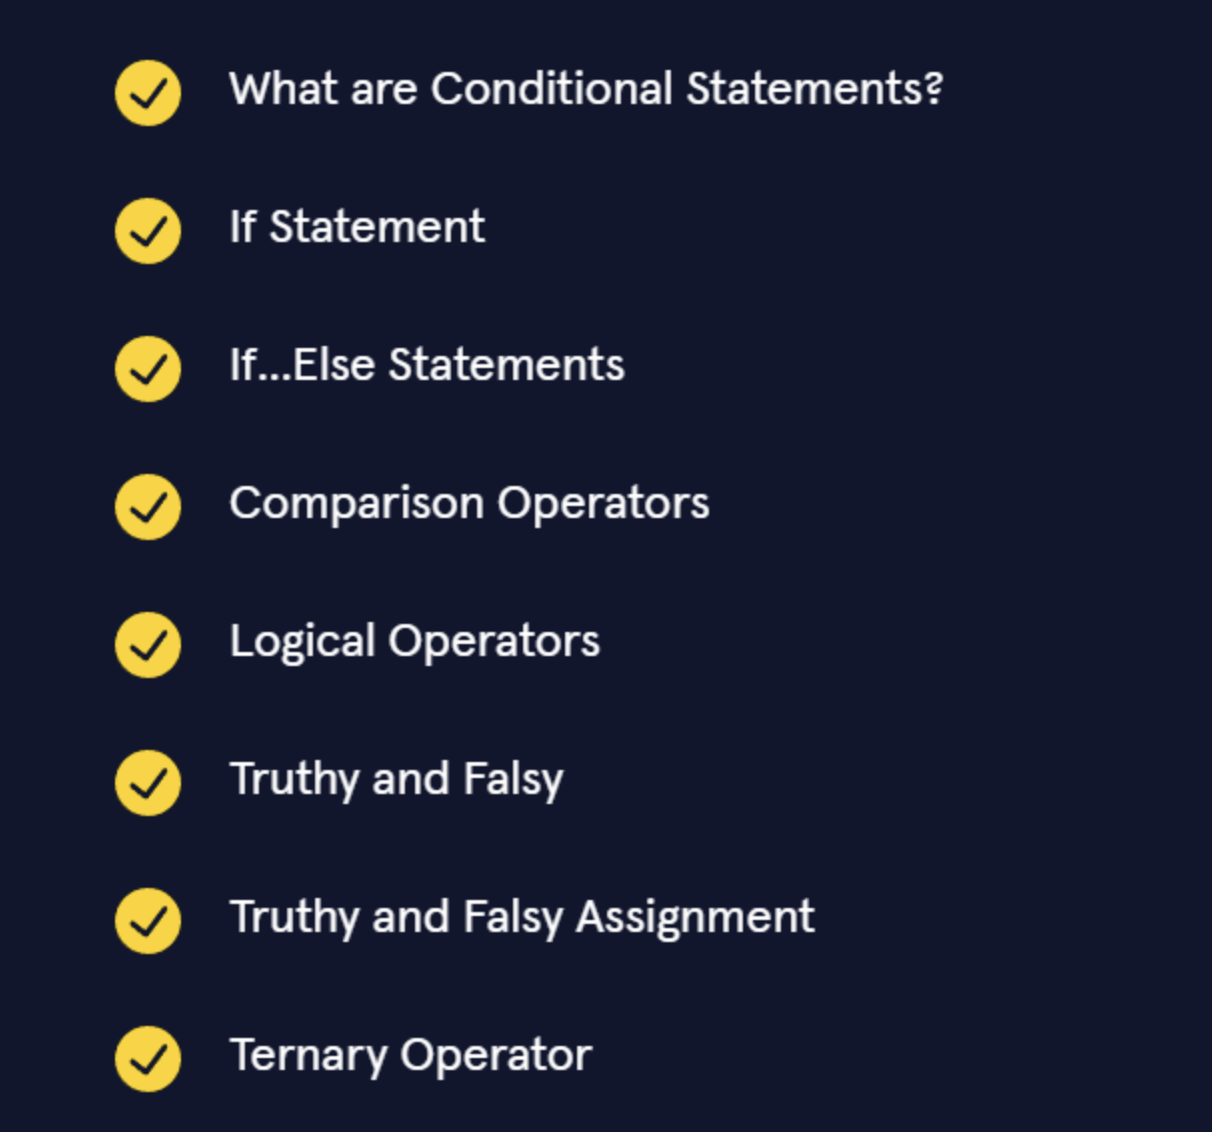 What are Conditional Statements?
If Statement
If...Else Statements
Comparison Operators
Logical Operators
Truthy and Falsy
Truthy and Falsy Assignment
Ternary Operator